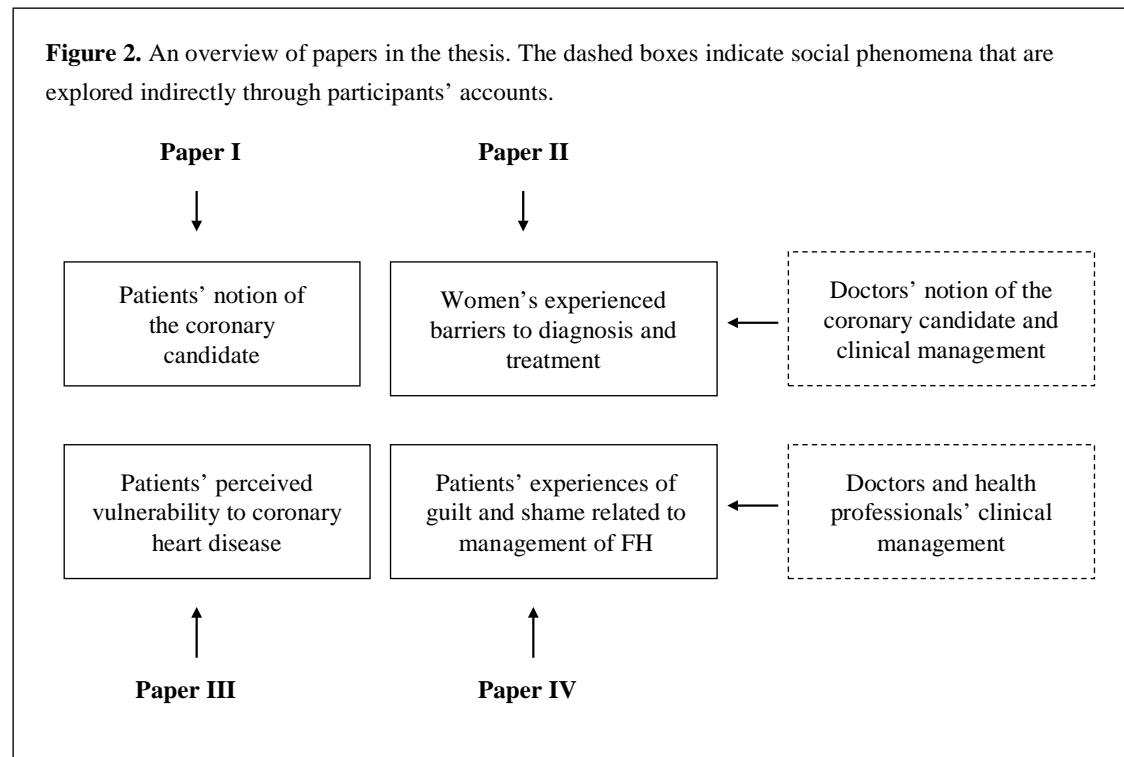 Figure 2. An overview of papers in the thesis. The dashed boxes indicate social phenomena that are
explored indirectly through participants’ accounts.
Paper I
Paper II
Patients’ notion of
the coronary
candidate
Women’s experienced
barriers to diagnosis and
treatment
Doctors’ notion of the
coronary candidate and
clinical management
Patients’ perceived
vulnerability to coronary
heart disease
Patients’ experiences of
guilt and shame related to
management of FH
Doctors and health
professionals’ clinical
management
Paper III
Paper IV